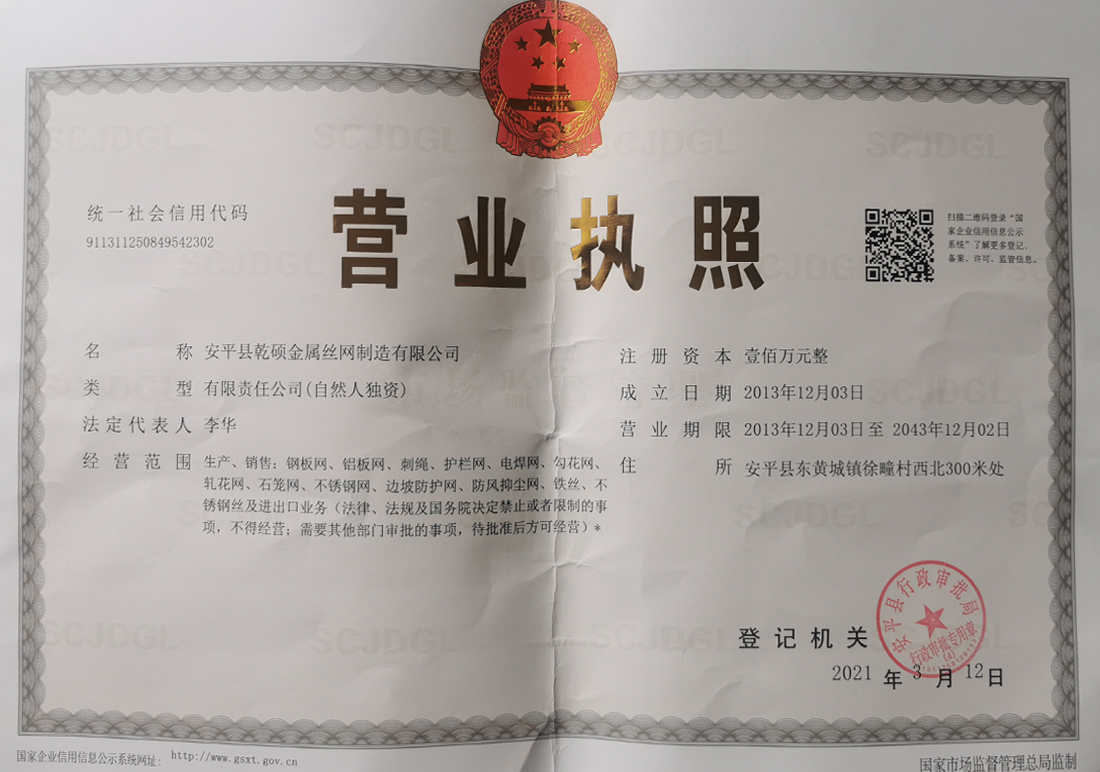 营业执照
统一社会信用代码
911311250849542302
扫描二维码登录“国
家企业信用信息公示
系统”了解更多登记、
备案、许可、监管信息。
名称 安平县乾硕金属丝网制造有限公司
类型 有限责任公司(自然人独资)
法定代表人 李华
经营范围 生产、销售：钢板网、铝板网、刺绳、护栏网、电焊网、勾花网、
轧花网、石笼网、不锈钢网、边坡防护网、防风抑尘网、铁丝、不
锈钢丝及进出口业务（法律、法规及国务院决定禁止或者限制的事
项，不得经营；需要其他部门审批的事项，待批准后方可经营）*
注册资本 壹佰万元整
成立日期 2013年12月03日
营业期限 2013年12月03日至 2043年12月02日
住所 安平县东黄城镇徐疃村西北300米处
登记机关
安平县行政审批局
行政审批专用章
(4)
2021 年 3 月 12 日
国家企业信用信息公示系统网址： http://www.gsxt.gov.cn
国家市场监督管理总局监制
SCJDGL